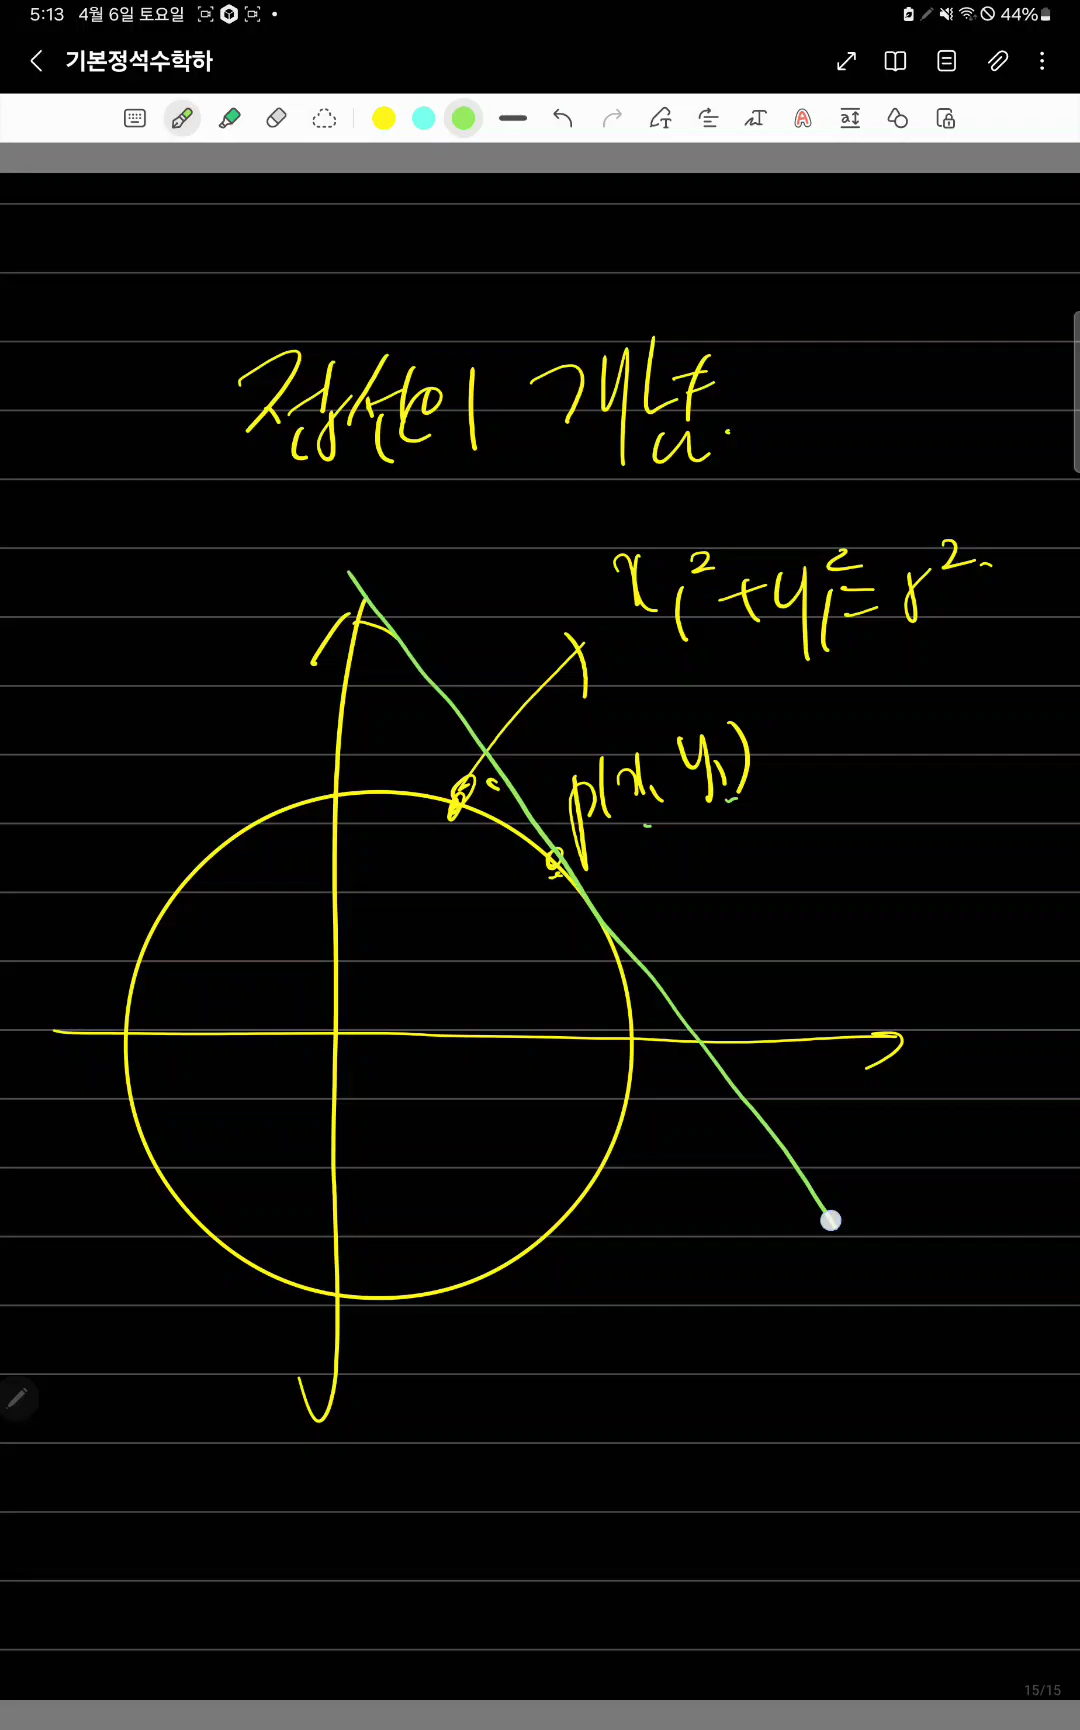 5:13 4월 6일 토요일
44%
기본정석수학하
접선의 개념.
x₁²+y₁²=r²
P(x₁ y₁)
15/15